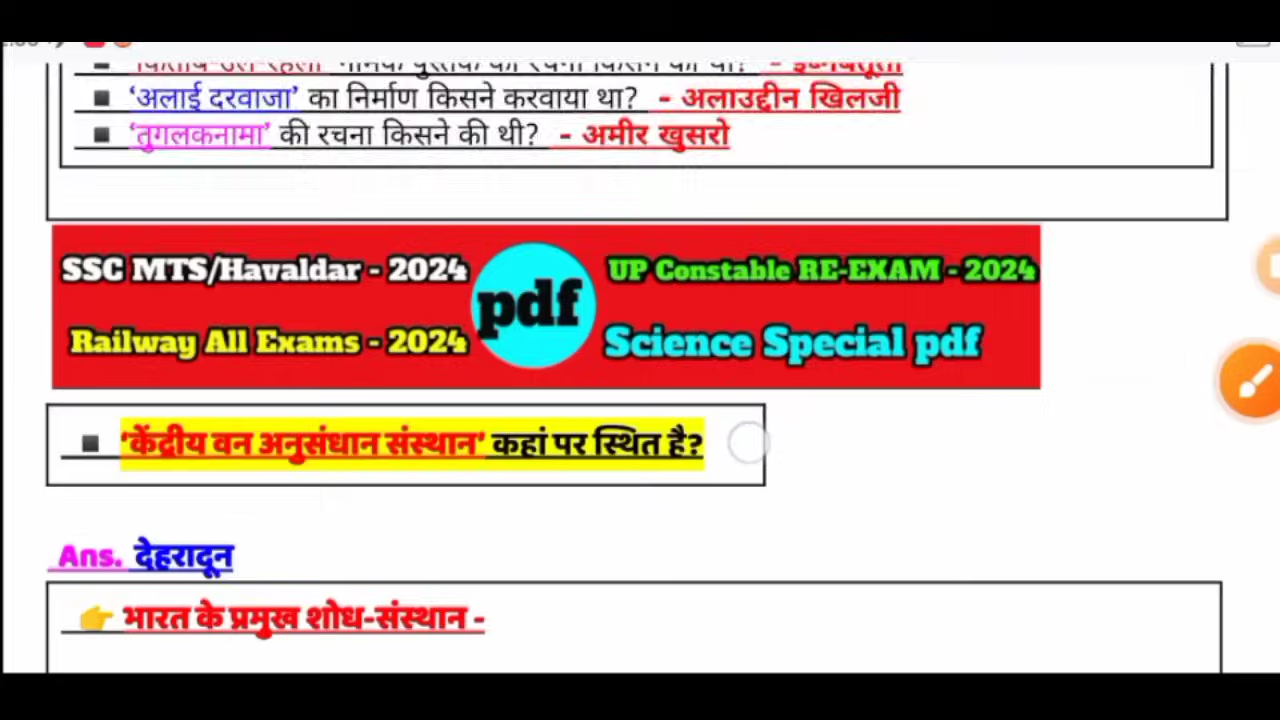 ‘अलाई दरवाजा’ का निर्माण किसने करवाया था? - अलाउद्दीन खिलजी
‘तुगलकनामा’ की रचना किसने की थी? - अमीर खुसरो
SSC MTS/Havaldar - 2024
Railway All Exams - 2024
pdf
UP Constable RE-EXAM - 2024
Science Special pdf
‘केंद्रीय वन अनुसंधान संस्थान’ कहां पर स्थित है?
Ans. देहरादून
👉 भारत के प्रमुख शोध-संस्थान -